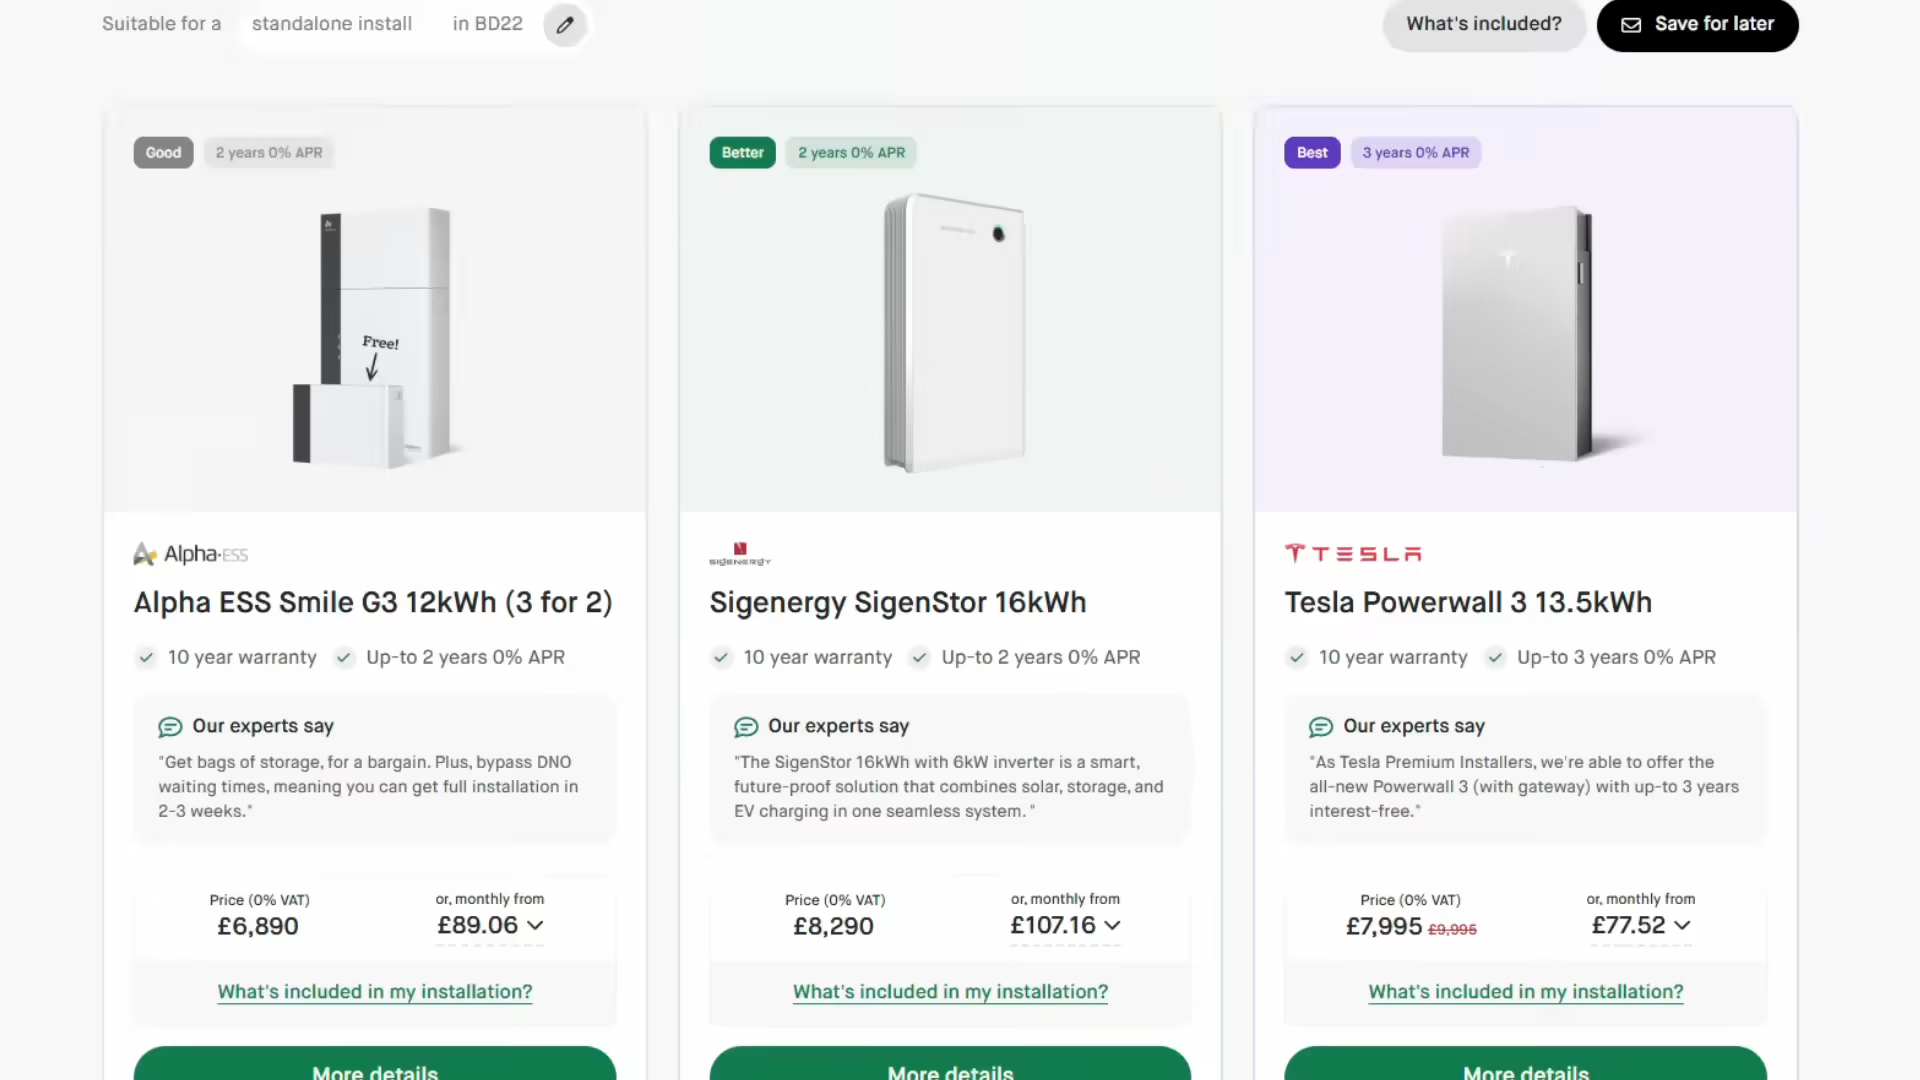 Suitable for a standalone install in BD22
What's included?
Save for later
Good
2 years 0% APR
Free!
Alpha·ESS
Alpha ESS Smile G3 12kWh (3 for 2)
10 year warranty
Up-to 2 years 0% APR
Our experts say
"Get bags of storage, for a bargain. Plus, bypass DNO
waiting times, meaning you can get full installation in
2-3 weeks."
Price (0% VAT)
£6,890
or, monthly from
£89.06
What's included in my installation?
More details
Better
2 years 0% APR
SIGENERGY
Sigenergy SigenStor 16kWh
10 year warranty
Up-to 2 years 0% APR
Our experts say
"The SigenStor 16kWh with 6kW inverter is a smart,
future-proof solution that combines solar, storage, and
EV charging in one seamless system. "
Price (0% VAT)
£8,290
or, monthly from
£107.16
What's included in my installation?
More details
Best
3 years 0% APR
TESLA
Tesla Powerwall 3 13.5kWh
10 year warranty
Up-to 3 years 0% APR
Our experts say
"As Tesla Premium Installers, we're able to offer the
all-new Powerwall 3 (with gateway) with up-to 3 years
interest-free."
Price (0% VAT)
£7,995 £9,995
or, monthly from
£77.52
What's included in my installation?
More details